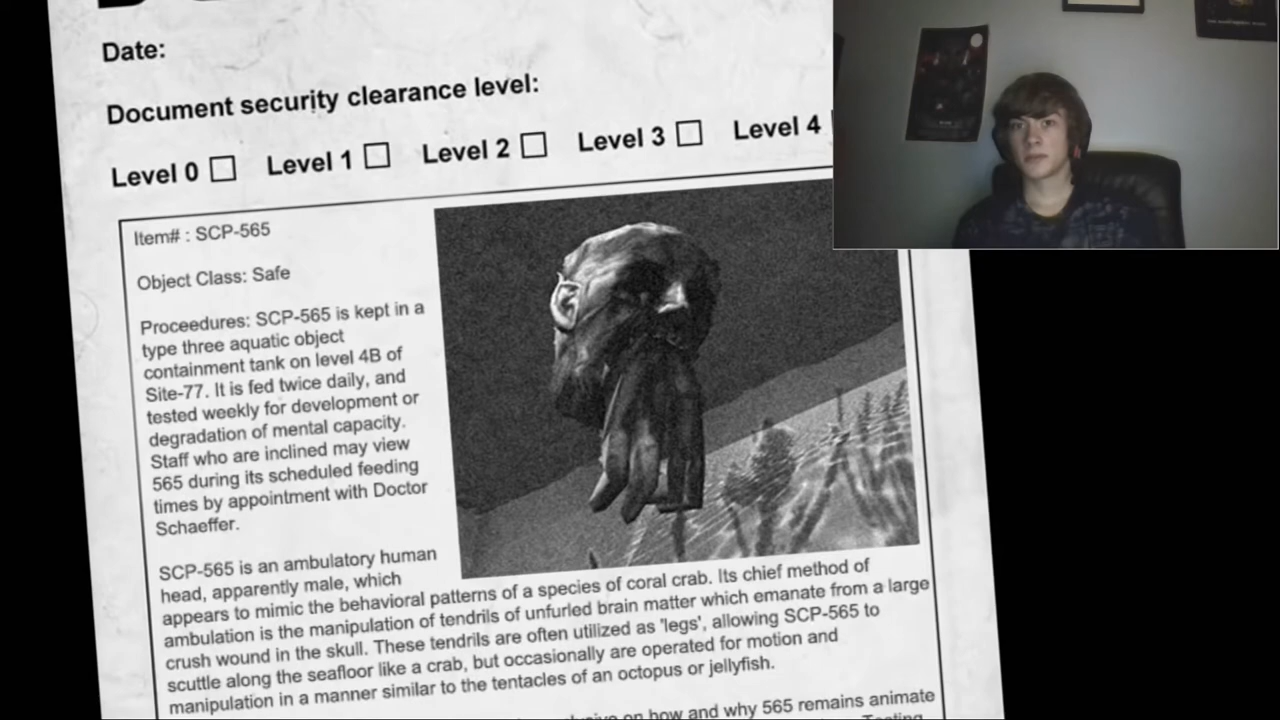 Date:
Document security clearance level:
Level 0 Level 1 Level 2 Level 3 Level 4
Item# : SCP-565
Object Class: Safe
Proceedures: SCP-565 is kept in a
type three aquatic object
containment tank on level 4B of
Site-77. It is fed twice daily, and
tested weekly for development or
degradation of mental capacity.
Staff who are inclined may view
565 during its scheduled feeding
times by appointment with Doctor
Schaeffer.
SCP-565 is an ambulatory human
head, apparently male, which
appears to mimic the behavioral patterns of a species of coral crab. Its chief method of
ambulation is the manipulation of tendrils of unfurled brain matter which emanate from a large
crush wound in the skull. These tendrils are often utilized as 'legs', allowing SCP-565 to
scuttle along the seafloor like a crab, but occasionally are operated for motion and
manipulation in a manner similar to the tentacles of an octopus or jellyfish.
on how and why 565 remains animate
Testing